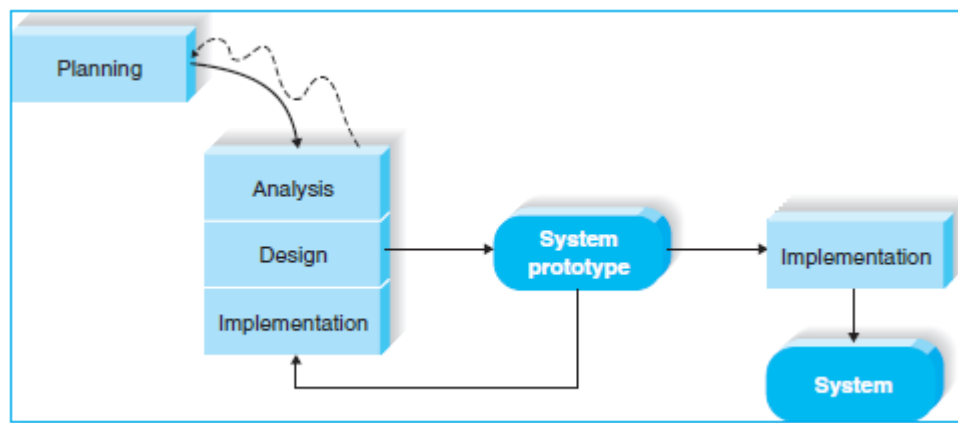 Planning
Analysis
Design
Implementation
System
prototype
Implementation
System